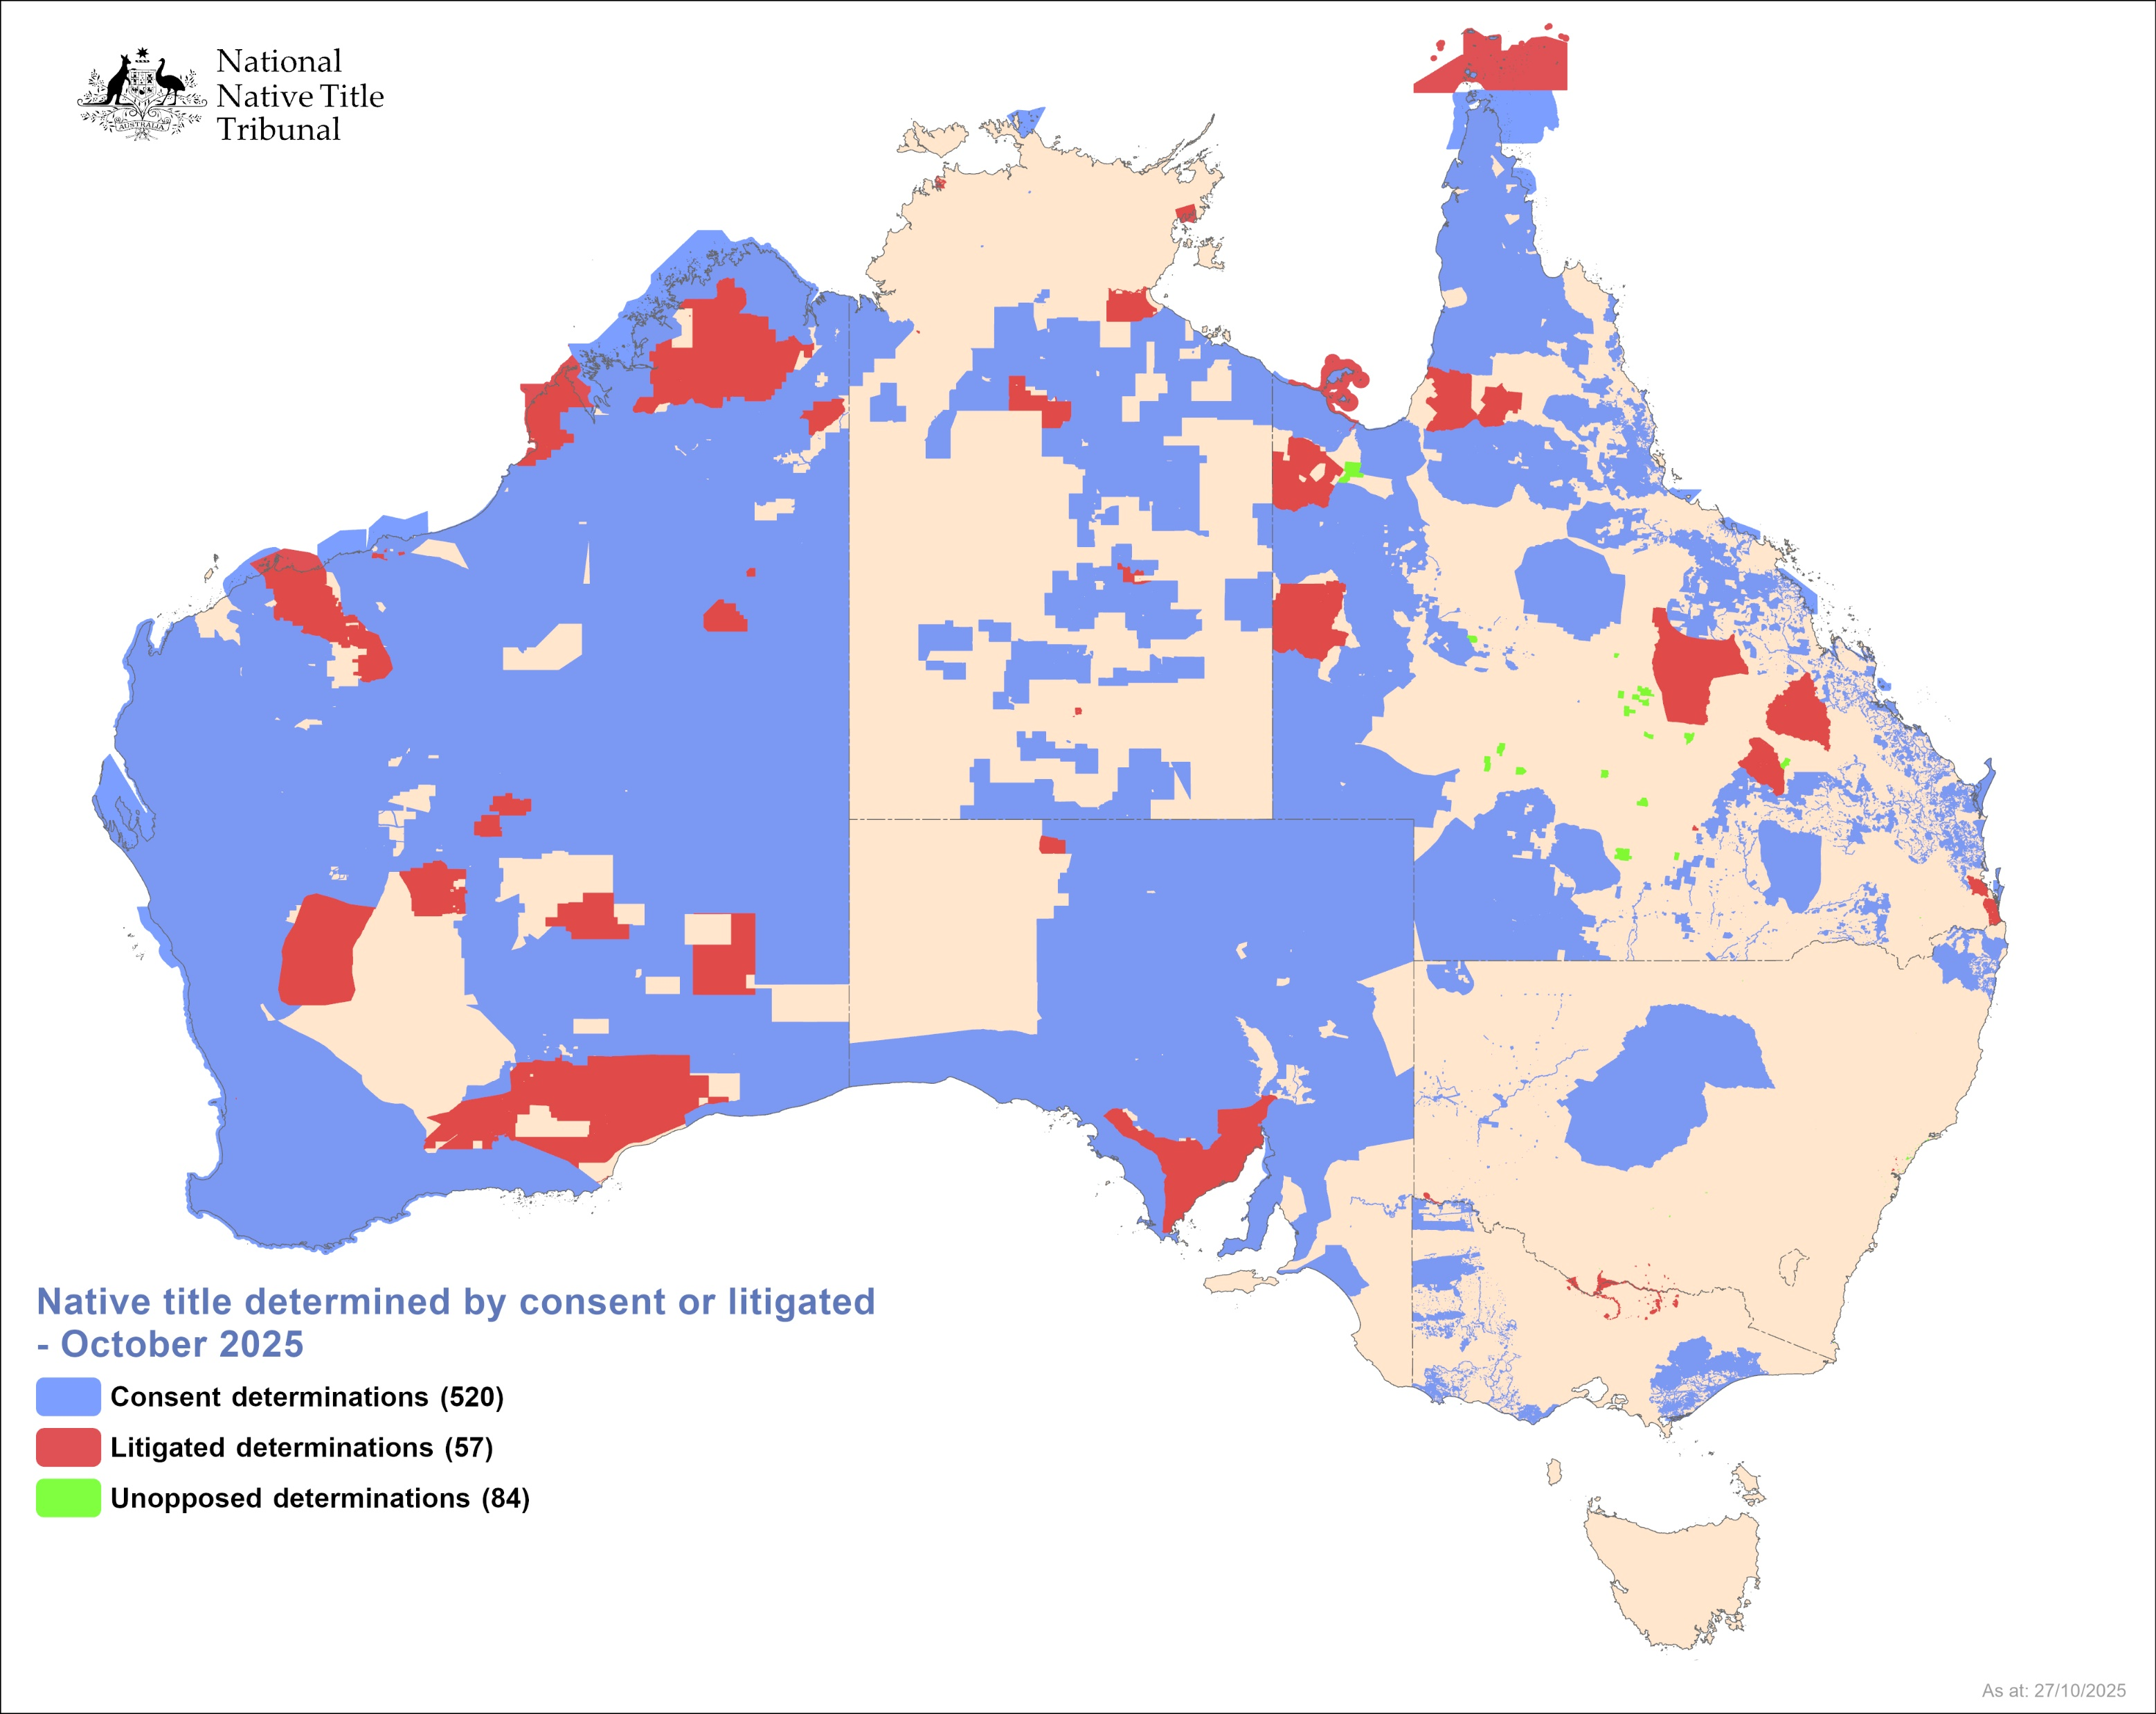 National
Native Title
Tribunal
AUSTRALIA
Native title determined by consent or litigated
- October 2025
Consent determinations (520)
Litigated determinations (57)
Unopposed determinations (84)
As at: 27/10/2025